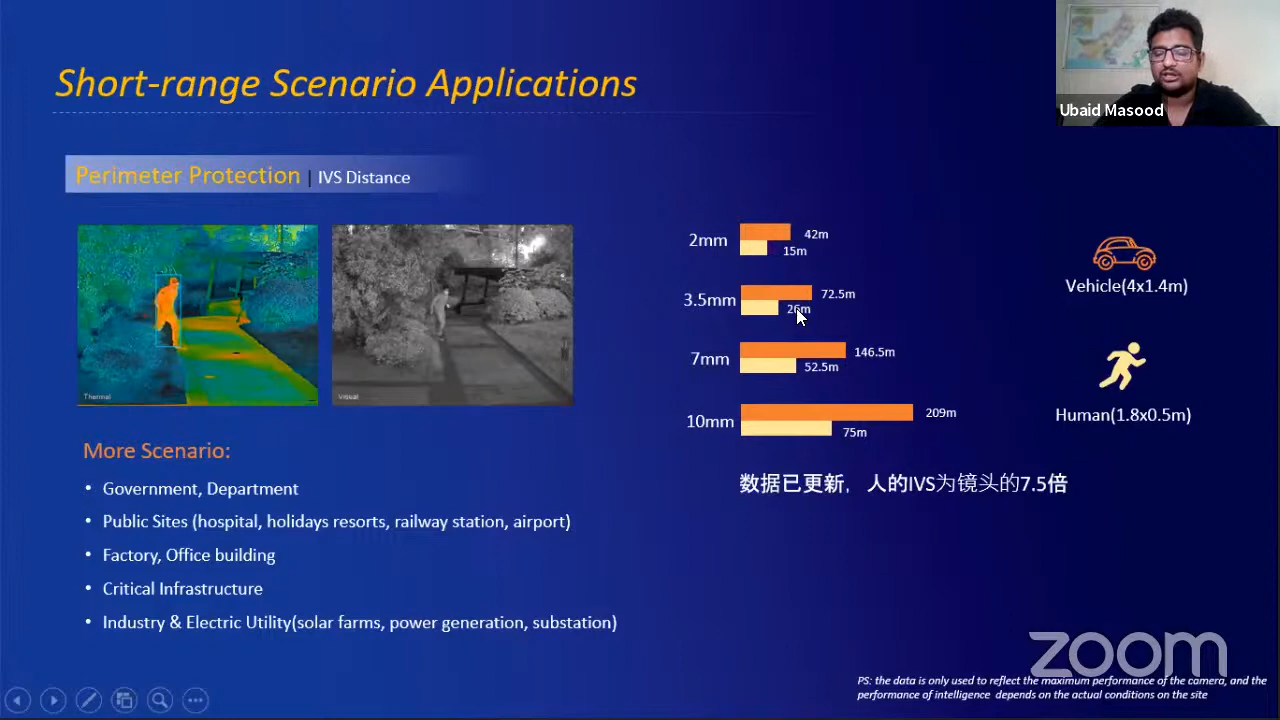 Short-range Scenario Applications
Ubaid Masood
Perimeter Protection | IVS Distance
Thermal
Visual
2mm
42m
15m
3.5mm
72.5m
26m
7mm
146.5m
52.5m
10mm
209m
75m
Vehicle(4x1.4m)
Human(1.8x0.5m)
数据已更新，人的IVS为镜头的7.5倍
More Scenario:
• Government, Department
• Public Sites (hospital, holidays resorts, railway station, airport)
• Factory, Office building
• Critical Infrastructure
• Industry & Electric Utility(solar farms, power generation, substation)
zoom
PS: the data is only used to reflect the maximum performance of the camera, and the
performance of intelligence depends on the actual conditions on the site